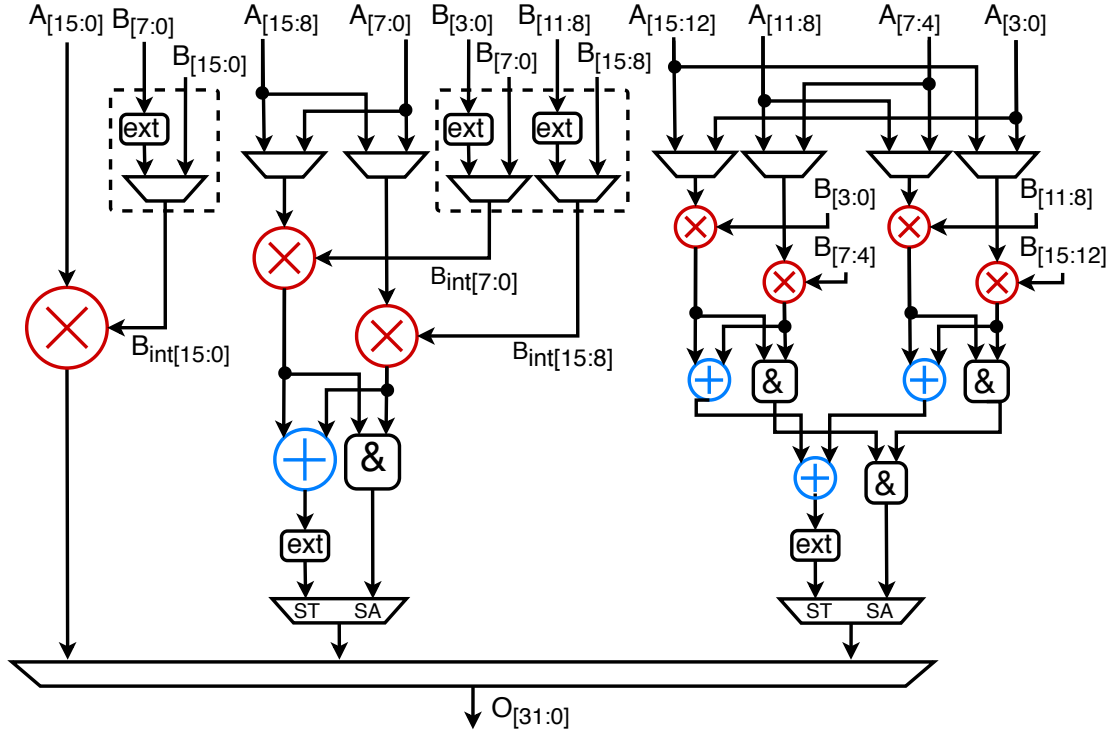 A[15:0] B[7:0] A[15:8] A[7:0] B[3:0] B[11:8] A[15:12] A[11:8] A[7:4] A[3:0]
B[15:0] B[7:0] B[15:8]
ext ext ext
B[3:0] B[11:8]
Bint[7:0] B[7:4] B[15:12]
Bint[15:0] Bint[15:8]
& &
& &
ext ext
ST SA ST SA
O[31:0]